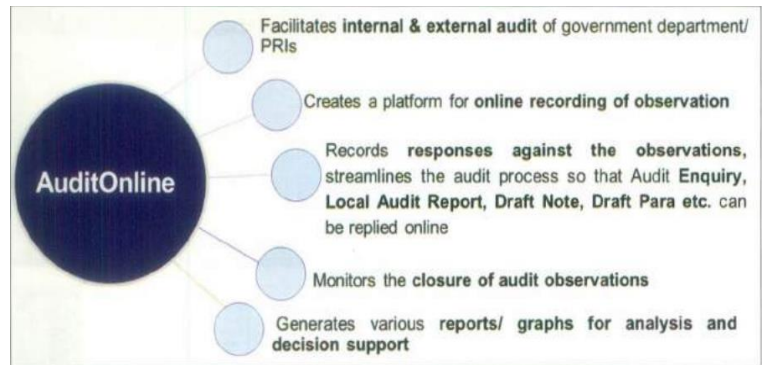 Facilitates internal & external audit of government department/
PRIs
Creates a platform for online recording of observation
AuditOnline
Records responses against the observations,
streamlines the audit process so that Audit Enquiry,
Local Audit Report, Draft Note, Draft Para etc. can
be replied online
Monitors the closure of audit observations
Generates various reports/ graphs for analysis and
decision support